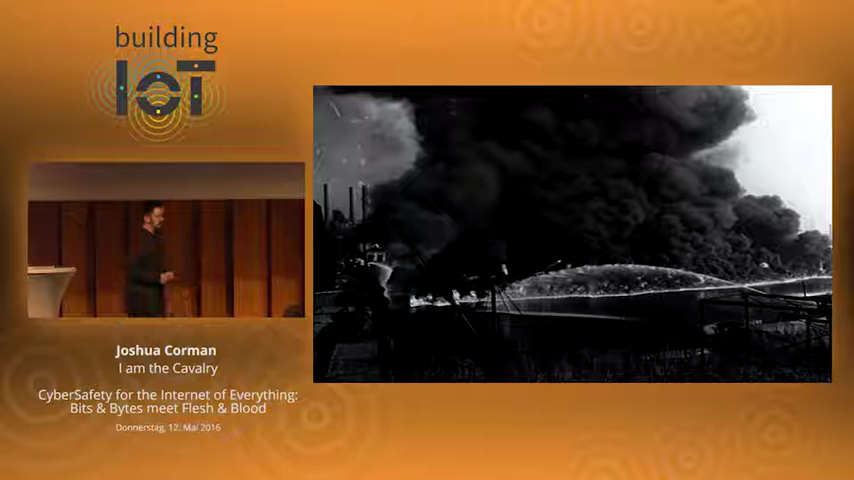 building
IoT
Joshua Corman
I am the Cavalry
CyberSafety for the Internet of Everything:
Bits & Bytes meet Flesh & Blood
Donnerstag, 12. Mai 2016